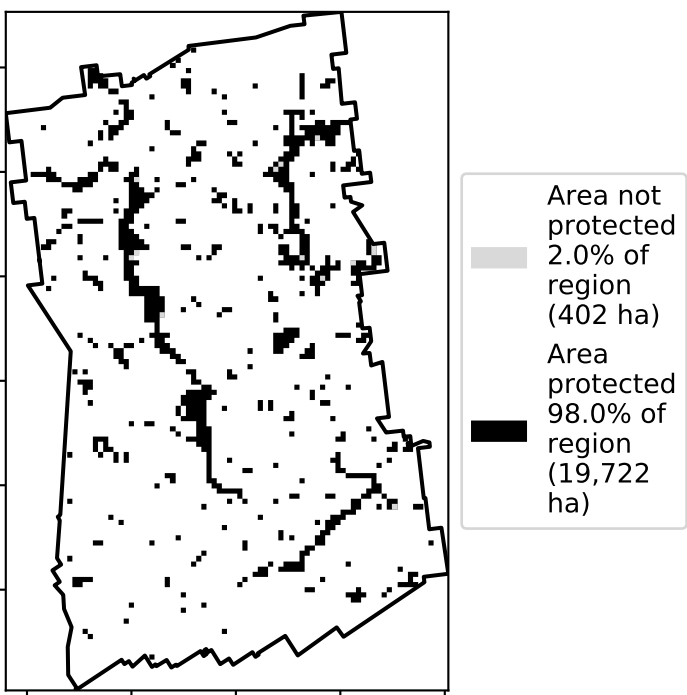 Area not
protected
2.0% of
region
(402 ha)
Area
protected
98.0% of
region
(19,722
ha)